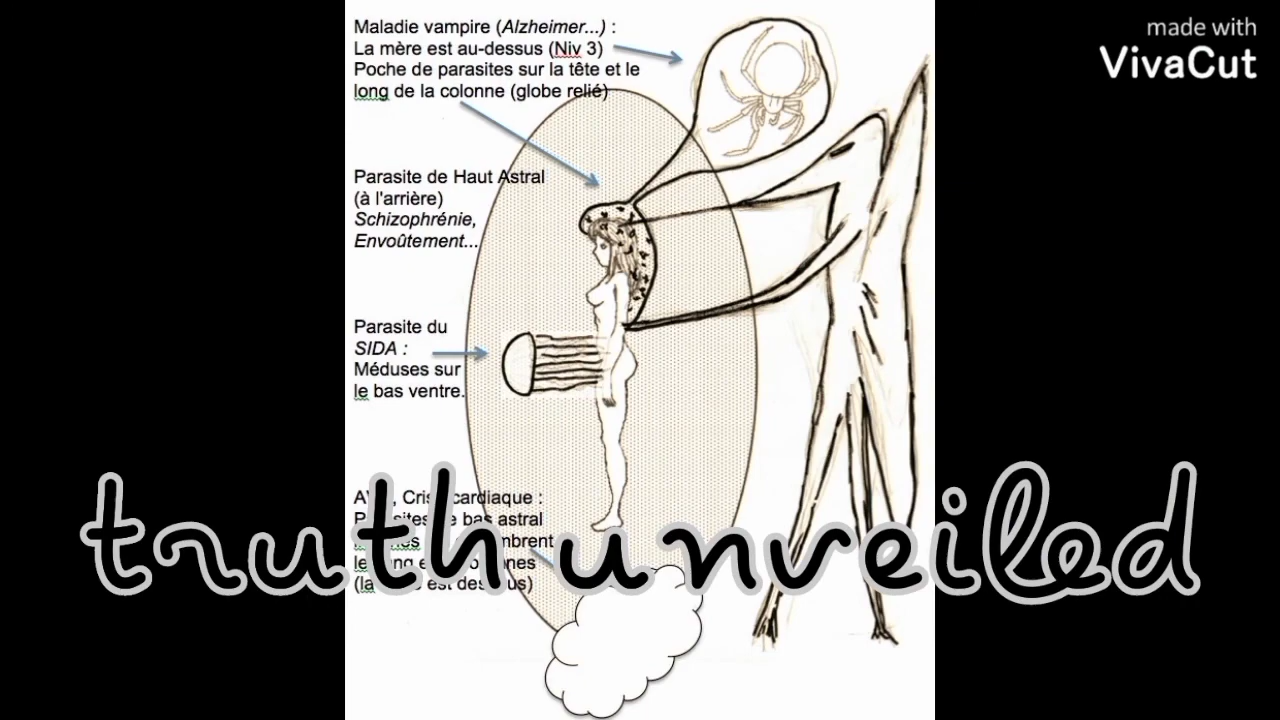 made with
VivaCut
Maladie vampire (Alzheimer...) :
La mère est au-dessus (Niv 3)
Poche de parasites sur la tête et le
long de la colonne (globe relié)
Parasite de Haut Astral
(à l'arrière)
Schizophrénie,
Envoûtement...
Parasite du
SIDA :
Méduses sur
le bas ventre.
cardiaque :
bas astral
truth unveiled